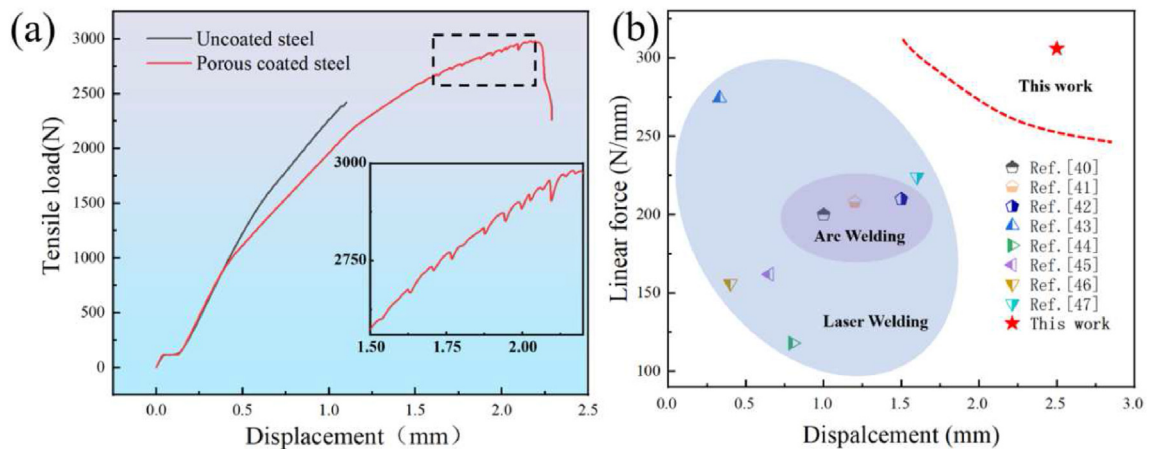 (a)
Tensile load(N)
3000
2500
2000
1500
1000
500
0
Uncoated steel
Porous coated steel
3000
2750
1.50 1.75 2.00
0.0 0.5 1.0 1.5 2.0 2.5
Displacement (mm)
(b)
Linear force (N/mm)
300
250
200
150
100
This work
Ref.[40]
Ref.[41]
Ref.[42]
Ref.[43]
Ref.[44]
Ref.[45]
Ref.[46]
Ref.[47]
This work
Arc Welding
Laser Welding
0.0 0.5 1.0 1.5 2.0 2.5 3.0
Dispalcement (mm)